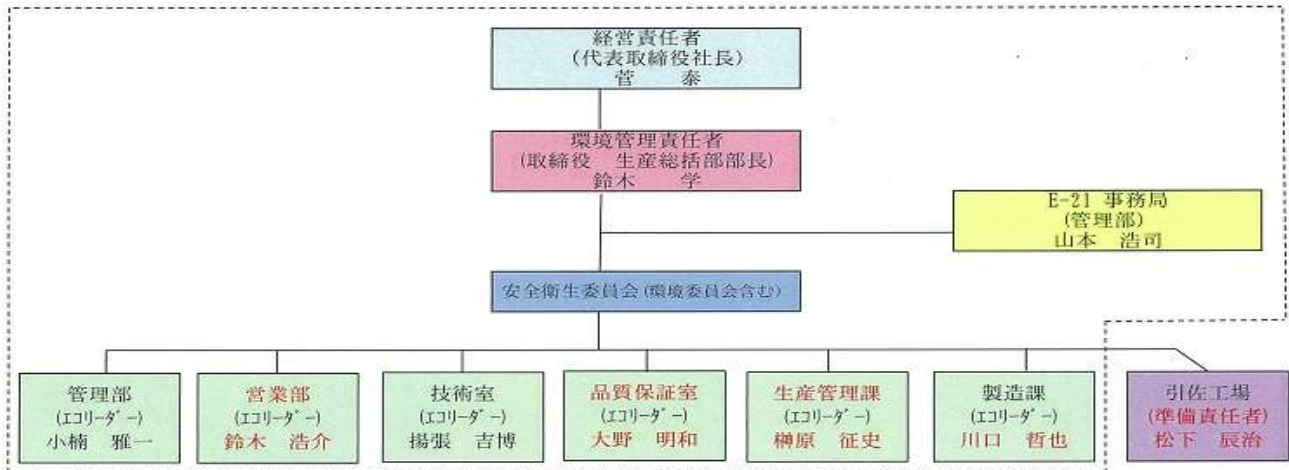 経営責任者
(代表取締役社長)
菅　泰
環境管理責任者
(取締役　生産総括部部長)
鈴木　学
E-21 事務局
(管理部)
山本　浩司
安全衛生委員会(環境委員会含む)
管理部
(ｴｺﾘｰﾀﾞｰ)
小楠　雅一
営業部
(ｴｺﾘｰﾀﾞｰ)
鈴木　浩介
技術室
(ｴｺﾘｰﾀﾞｰ)
揚張　吉博
品質保証室
(ｴｺﾘｰﾀﾞｰ)
大野　明和
生産管理課
(ｴｺﾘｰﾀﾞｰ)
榊原　征史
製造課
(ｴｺﾘｰﾀﾞｰ)
川口　哲也
引佐工場
(準備責任者)
松下　辰治